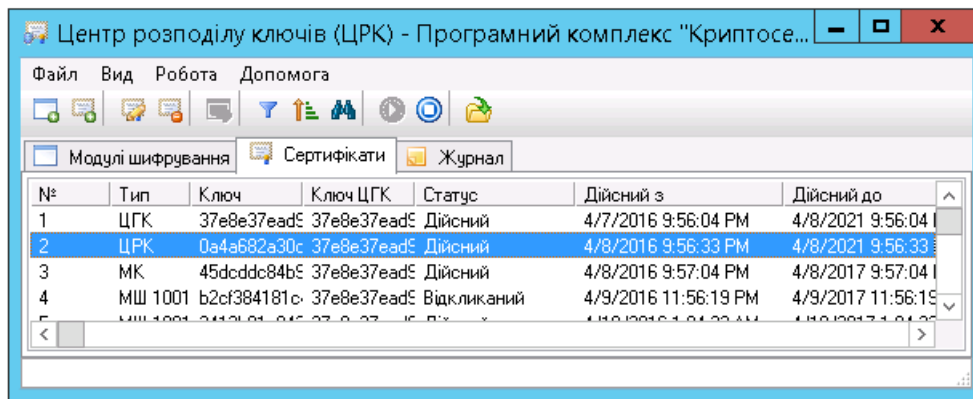 Центр розподілу ключів (ЦРК) - Програмний комплекс "Криптосе...
Файл Вид Робота Допомога
Модулі шифрування Сертифікати Журнал
№ Тип Ключ Ключ ЦГК Статус Дійсний з Дійсний до
1 ЦГК 37e8e37ead9 37e8e37ead9 Дійсний 4/7/2016 9:56:04 PM 4/8/2021 9:56:04
2 ЦРК 0a4a682a30c 37e8e37ead9 Дійсний 4/8/2016 9:56:33 PM 4/8/2021 9:56:33
3 МК 45dcddc84b9 37e8e37ead9 Дійсний 4/8/2016 9:57:04 PM 4/8/2017 9:57:04
4 МШ 1001 b2cf384181c 37e8e37ead9 Відкликаний 4/9/2016 11:56:19 PM 4/9/2017 11:56:19